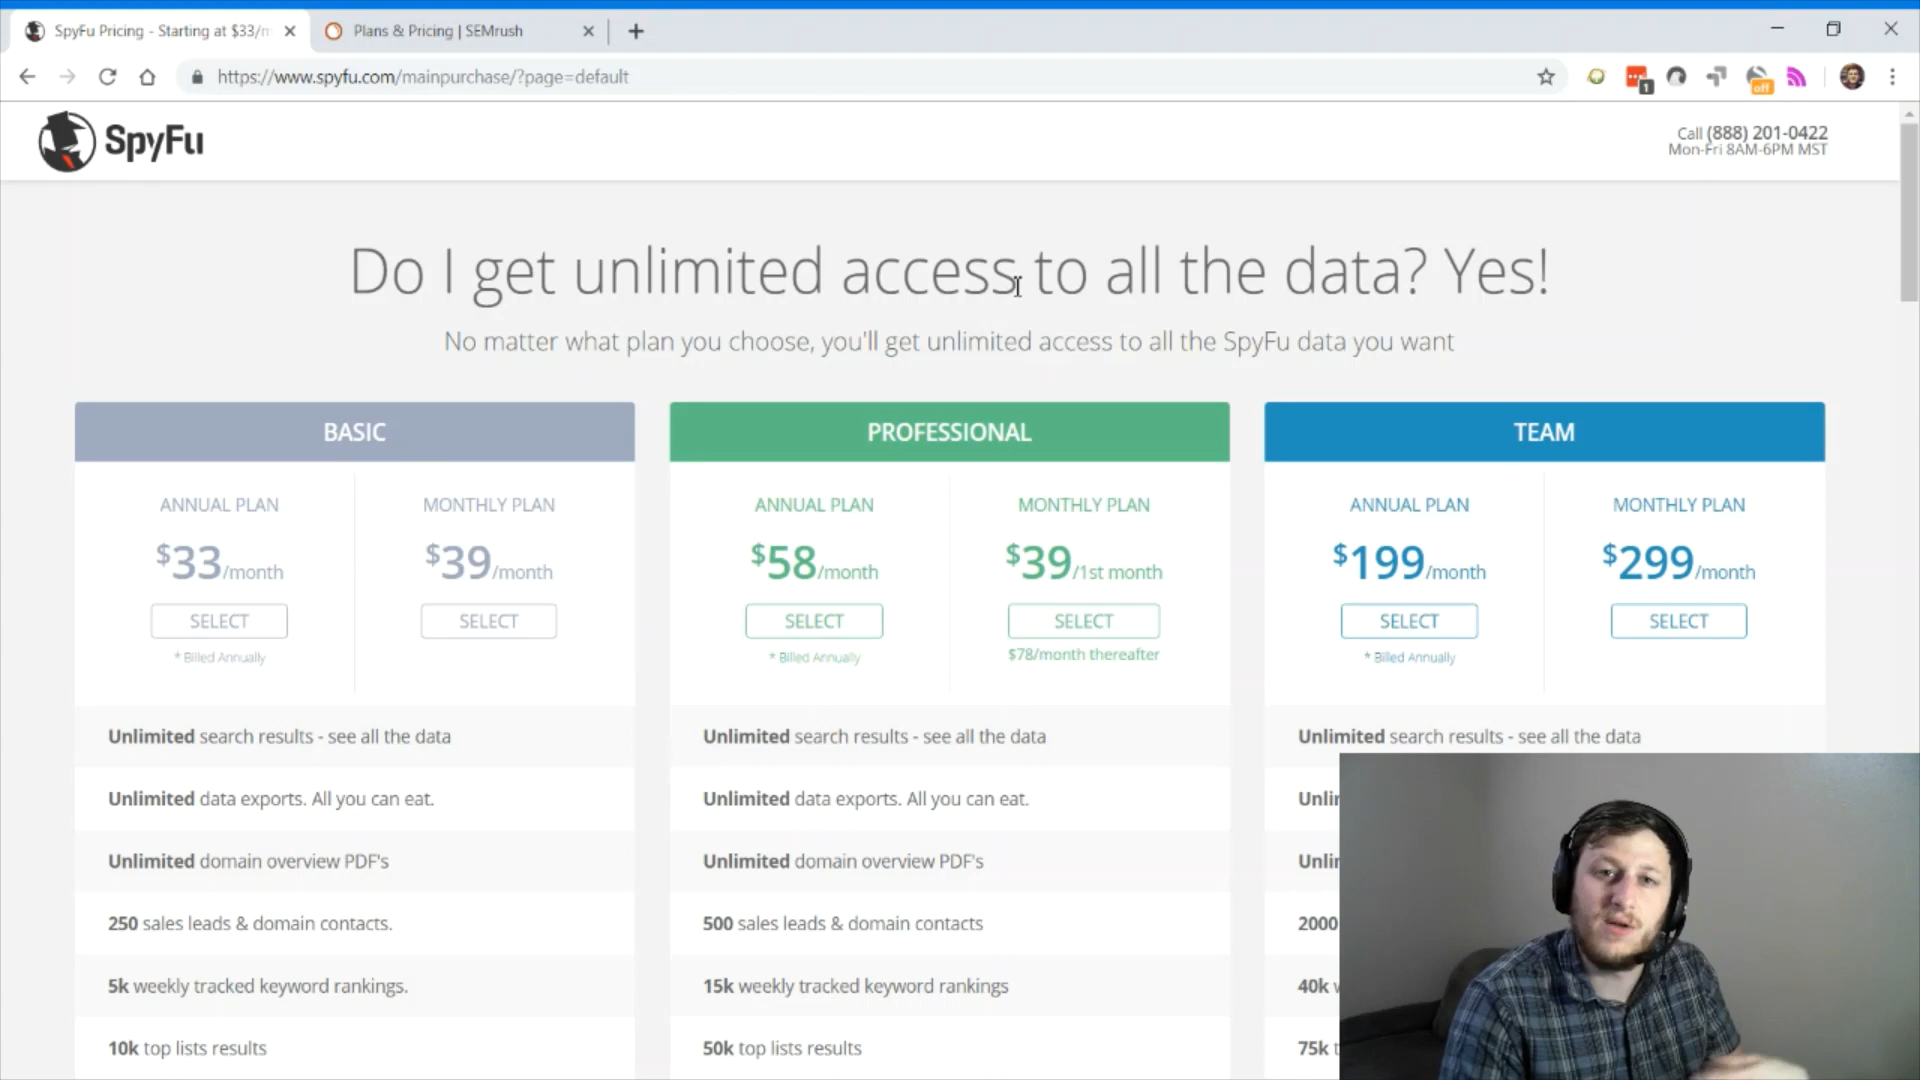 SpyFu Pricing - Starting at $33/m
Plans & Pricing | SEMrush
https://www.spyfu.com/mainpurchase/?page=default
1
off
SpyFu
Call (888) 201-0422
Mon-Fri 8AM-6PM MST
Do I get unlimited access to all the data? Yes!
No matter what plan you choose, you'll get unlimited access to all the SpyFu data you want
BASIC
ANNUAL PLAN
$33/month
SELECT
* Billed Annually
MONTHLY PLAN
$39/month
SELECT
Unlimited search results - see all the data
Unlimited data exports. All you can eat.
Unlimited domain overview PDF's
250 sales leads & domain contacts.
5k weekly tracked keyword rankings.
10k top lists results
PROFESSIONAL
ANNUAL PLAN
$58/month
SELECT
* Billed Annually
MONTHLY PLAN
$39/1st month
SELECT
$78/month thereafter
Unlimited search results - see all the data
Unlimited data exports. All you can eat.
Unlimited domain overview PDF's
500 sales leads & domain contacts
15k weekly tracked keyword rankings
50k top lists results
TEAM
ANNUAL PLAN
$199/month
SELECT
* Billed Annually
MONTHLY PLAN
$299/month
SELECT
Unlimited search results - see all the data
2000
40k
75k